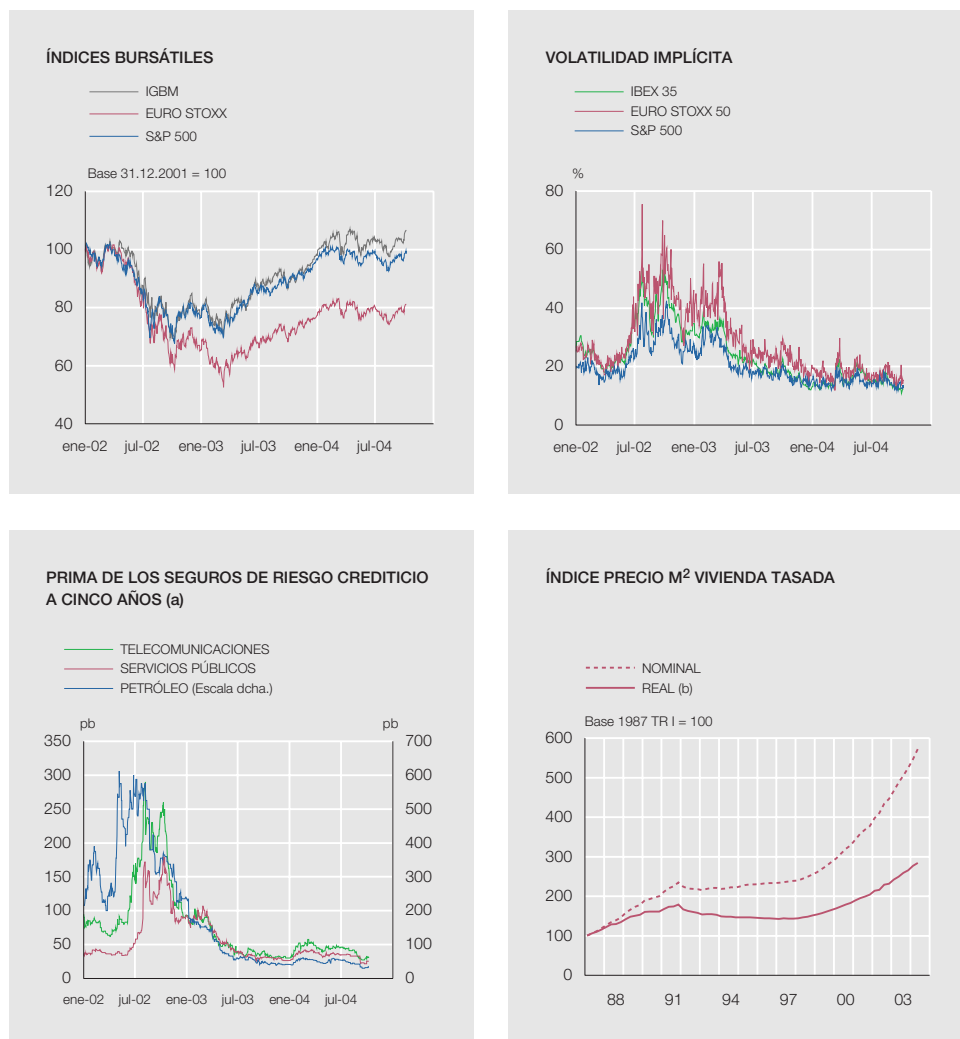 ÍNDICES BURSÁTILES
IGBM
EURO STOXX
S&P 500
Base 31.12.2001 = 100
120
100
80
60
40
ene-02 jul-02 ene-03 jul-03 ene-04 jul-04
VOLATILIDAD IMPLÍCITA
IBEX 35
EURO STOXX 50
S&P 500
%
80
60
40
20
0
ene-02 jul-02 ene-03 jul-03 ene-04 jul-04
PRIMA DE LOS SEGUROS DE RIESGO CREDITICIO
A CINCO AÑOS (a)
TELECOMUNICACIONES
SERVICIOS PÚBLICOS
PETRÓLEO (Escala dcha.)
pb pb
350 700
300 600
250 500
200 400
150 300
100 200
50 100
0 0
ene-02 jul-02 ene-03 jul-03 ene-04 jul-04
ÍNDICE PRECIO M² VIVIENDA TASADA
NOMINAL
REAL (b)
Base 1987 TR I = 100
600
500
400
300
200
100
0
88 91 94 97 00 03